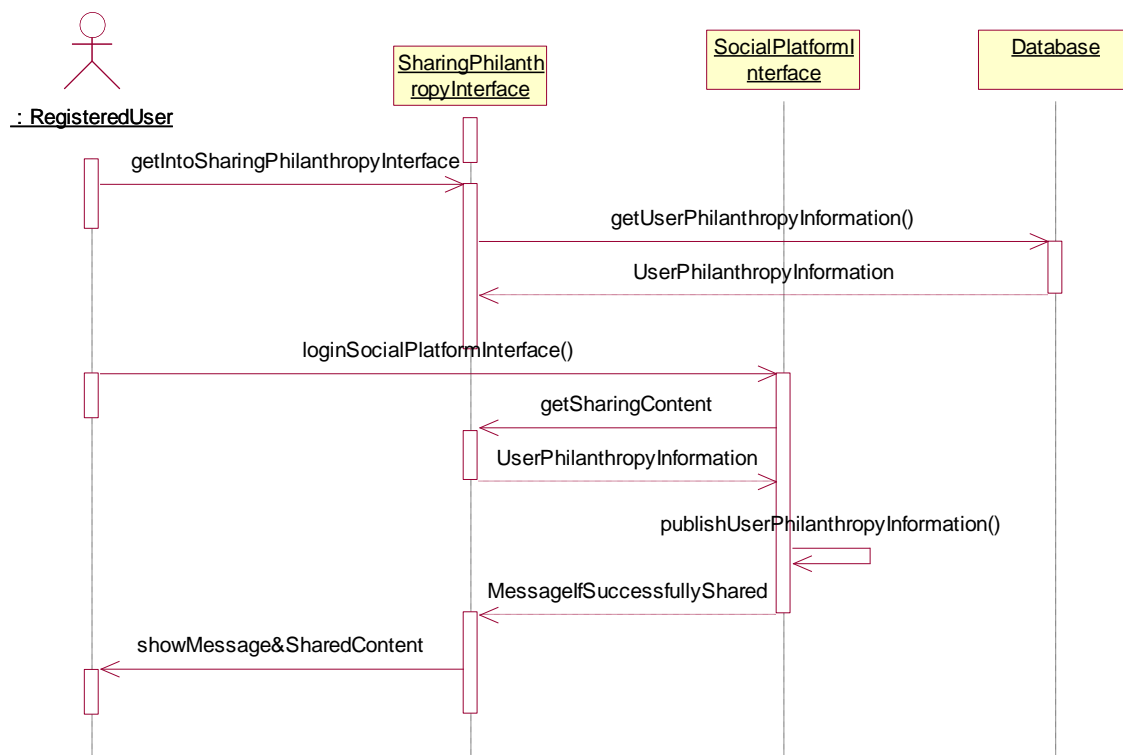 SharingPhilanth
ropyInterface
SocialPlatformI
nterface
Database
: RegisteredUser
getIntoSharingPhilanthropyInterface
getUserPhilanthropyInformation()
UserPhilanthropyInformation
loginSocialPlatformInterface()
getSharingContent
UserPhilanthropyInformation
publishUserPhilanthropyInformation()
MessageIfSuccessfullyShared
showMessage&SharedContent